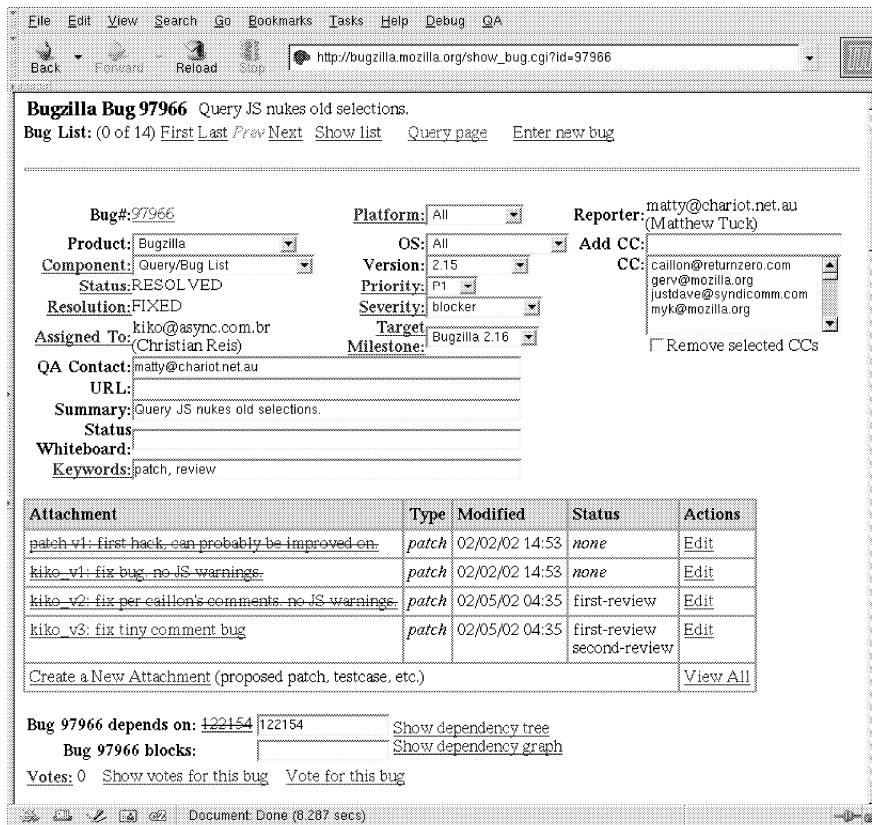 File Edit View Search Go Bookmarks Tasks Help Debug QA
Back Forward Reload Stop http://bugzilla.mozilla.org/show_bug.cgi?id=97966
Bugzilla Bug 97966 Query JS nukes old selections.
Bug List: (0 of 14) First Last Prev Next Show list Query page Enter new bug
Bug#: 97966 Platform: All Reporter: matty@chariot.net.au (Matthew Tuck)
Product: Bugzilla OS: All Add CC:
Component: Query/Bug List Version: 2.15 CC: caillon@returnzero.com
gerv@mozilla.org
justdave@syndicomm.com
myk@mozilla.org
Status: RESOLVED Priority: P1
Resolution: FIXED Severity: blocker
Assigned To: kiko@async.com.br (Christian Reis) Target Milestone: Bugzilla 2.16 Remove selected CCs
QA Contact: matty@chariot.net.au
URL:
Summary: Query JS nukes old selections.
Status Whiteboard:
Keywords: patch, review
Attachment Type Modified Status Actions
patch v1: first hack, can probably be improved on. patch 02/02/02 14:53 none Edit
kiko_v1: fix bug, no JS warnings. patch 02/02/02 14:53 none Edit
kiko_v2: fix per caillon's comments. no JS warnings. patch 02/05/02 04:35 first-review Edit
kiko_v3: fix tiny comment bug patch 02/05/02 04:35 first-review second-review Edit
Create a New Attachment (proposed patch, testcase, etc.) View All
Bug 97966 depends on: 122154 122154 Show dependency tree
Bug 97966 blocks: Show dependency graph
Votes: 0 Show votes for this bug Vote for this bug
Document: Done (8.287 secs)